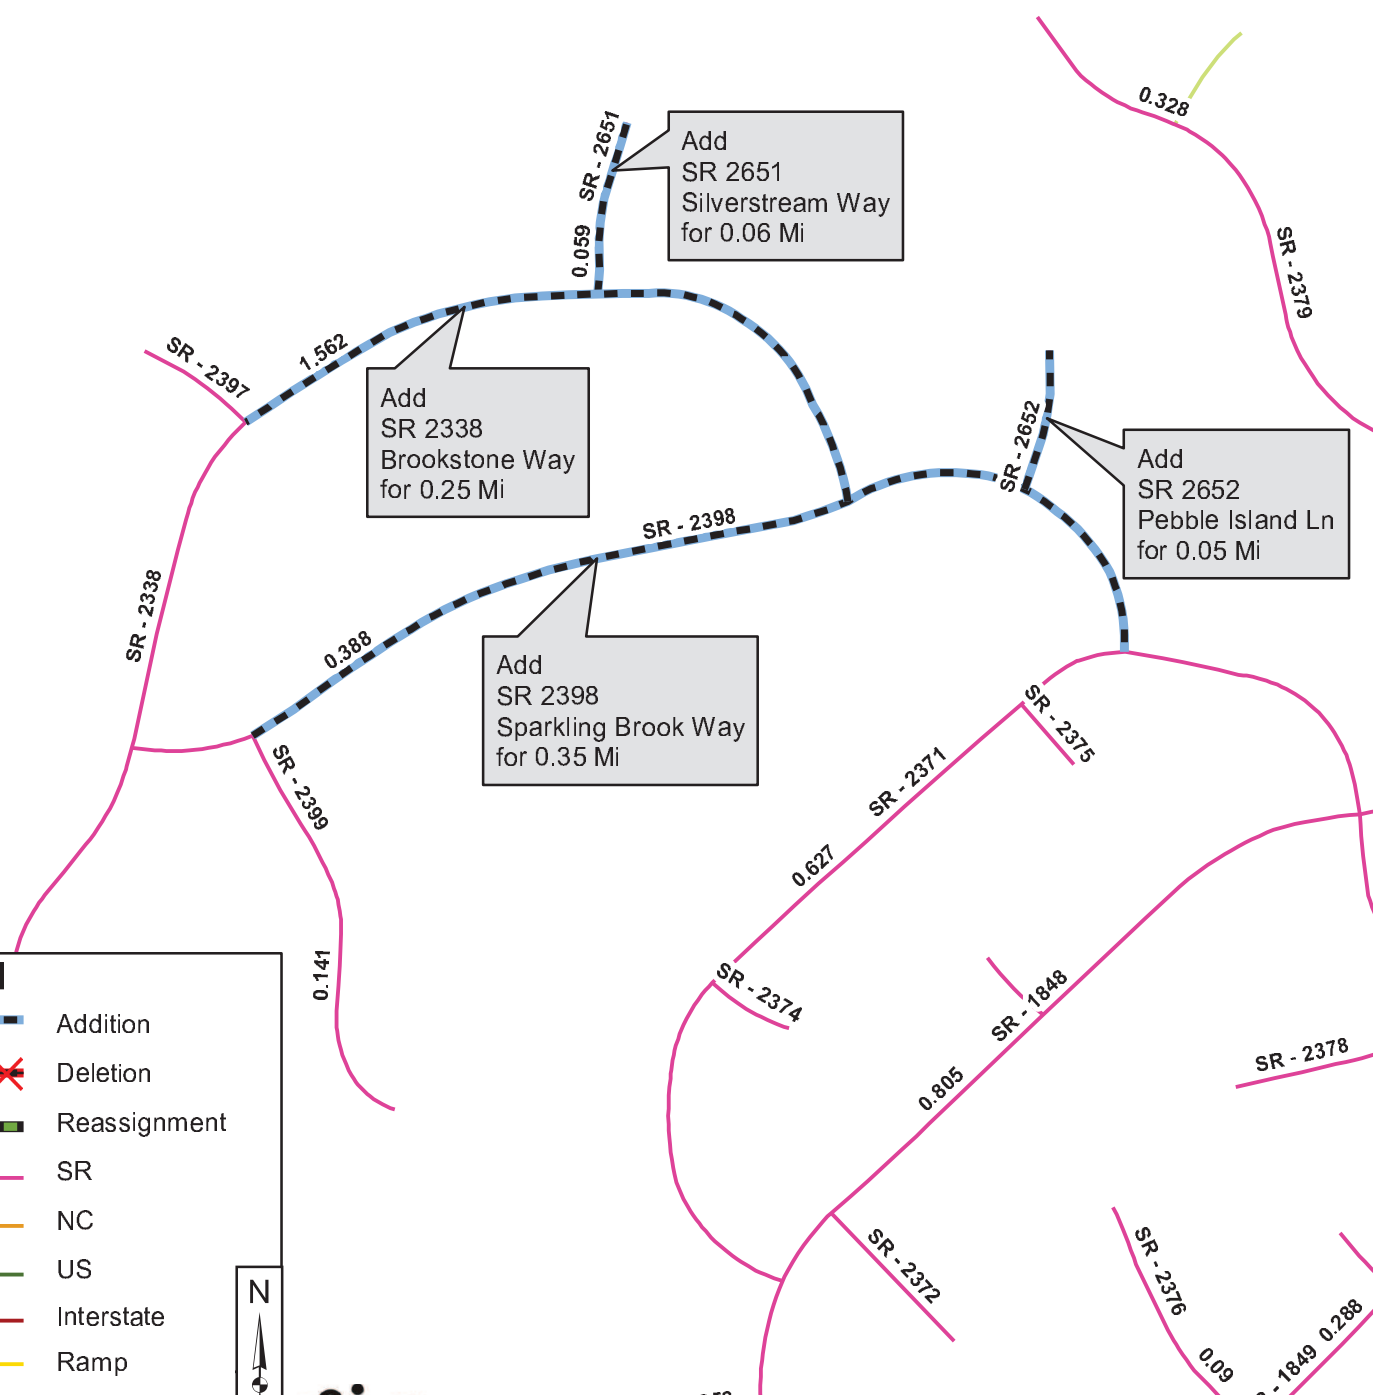 0.328
SR - 2651
Add
SR 2651
Silverstream Way
for 0.06 Mi
0.059
SR - 2379
SR - 2397
1.562
Add
SR 2338
Brookstone Way
for 0.25 Mi
SR - 2652
Add
SR 2652
Pebble Island Ln
for 0.05 Mi
SR - 2398
SR - 2338
0.388
Add
SR 2398
Sparkling Brook Way
for 0.35 Mi
SR - 2375
SR - 2399
SR - 2371
0.627
0.141
SR - 2374
SR - 1848
SR - 2378
0.805
Addition
Deletion
Reassignment
SR
NC
US
Interstate
Ramp
N
SR - 2372
SR - 2376
0.09
- 1849
0.288